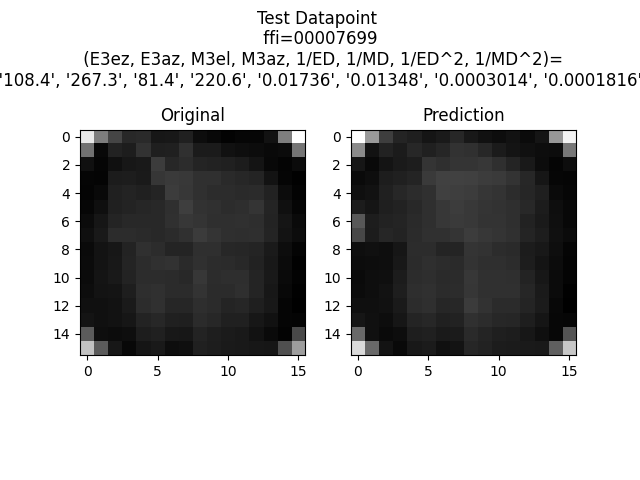 Test Datapoint
ffi=00007699
(E3ez, E3az, M3el, M3az, 1/ED, 1/MD, 1/ED^2, 1/MD^2)=
'108.4', '267.3', '81.4', '220.6', '0.01736', '0.01348', '0.0003014', '0.0001816'
Original Prediction
0 0
2 2
4 4
6 6
8 8
10 10
12 12
14 14
0 5 10 15 0 5 10 15